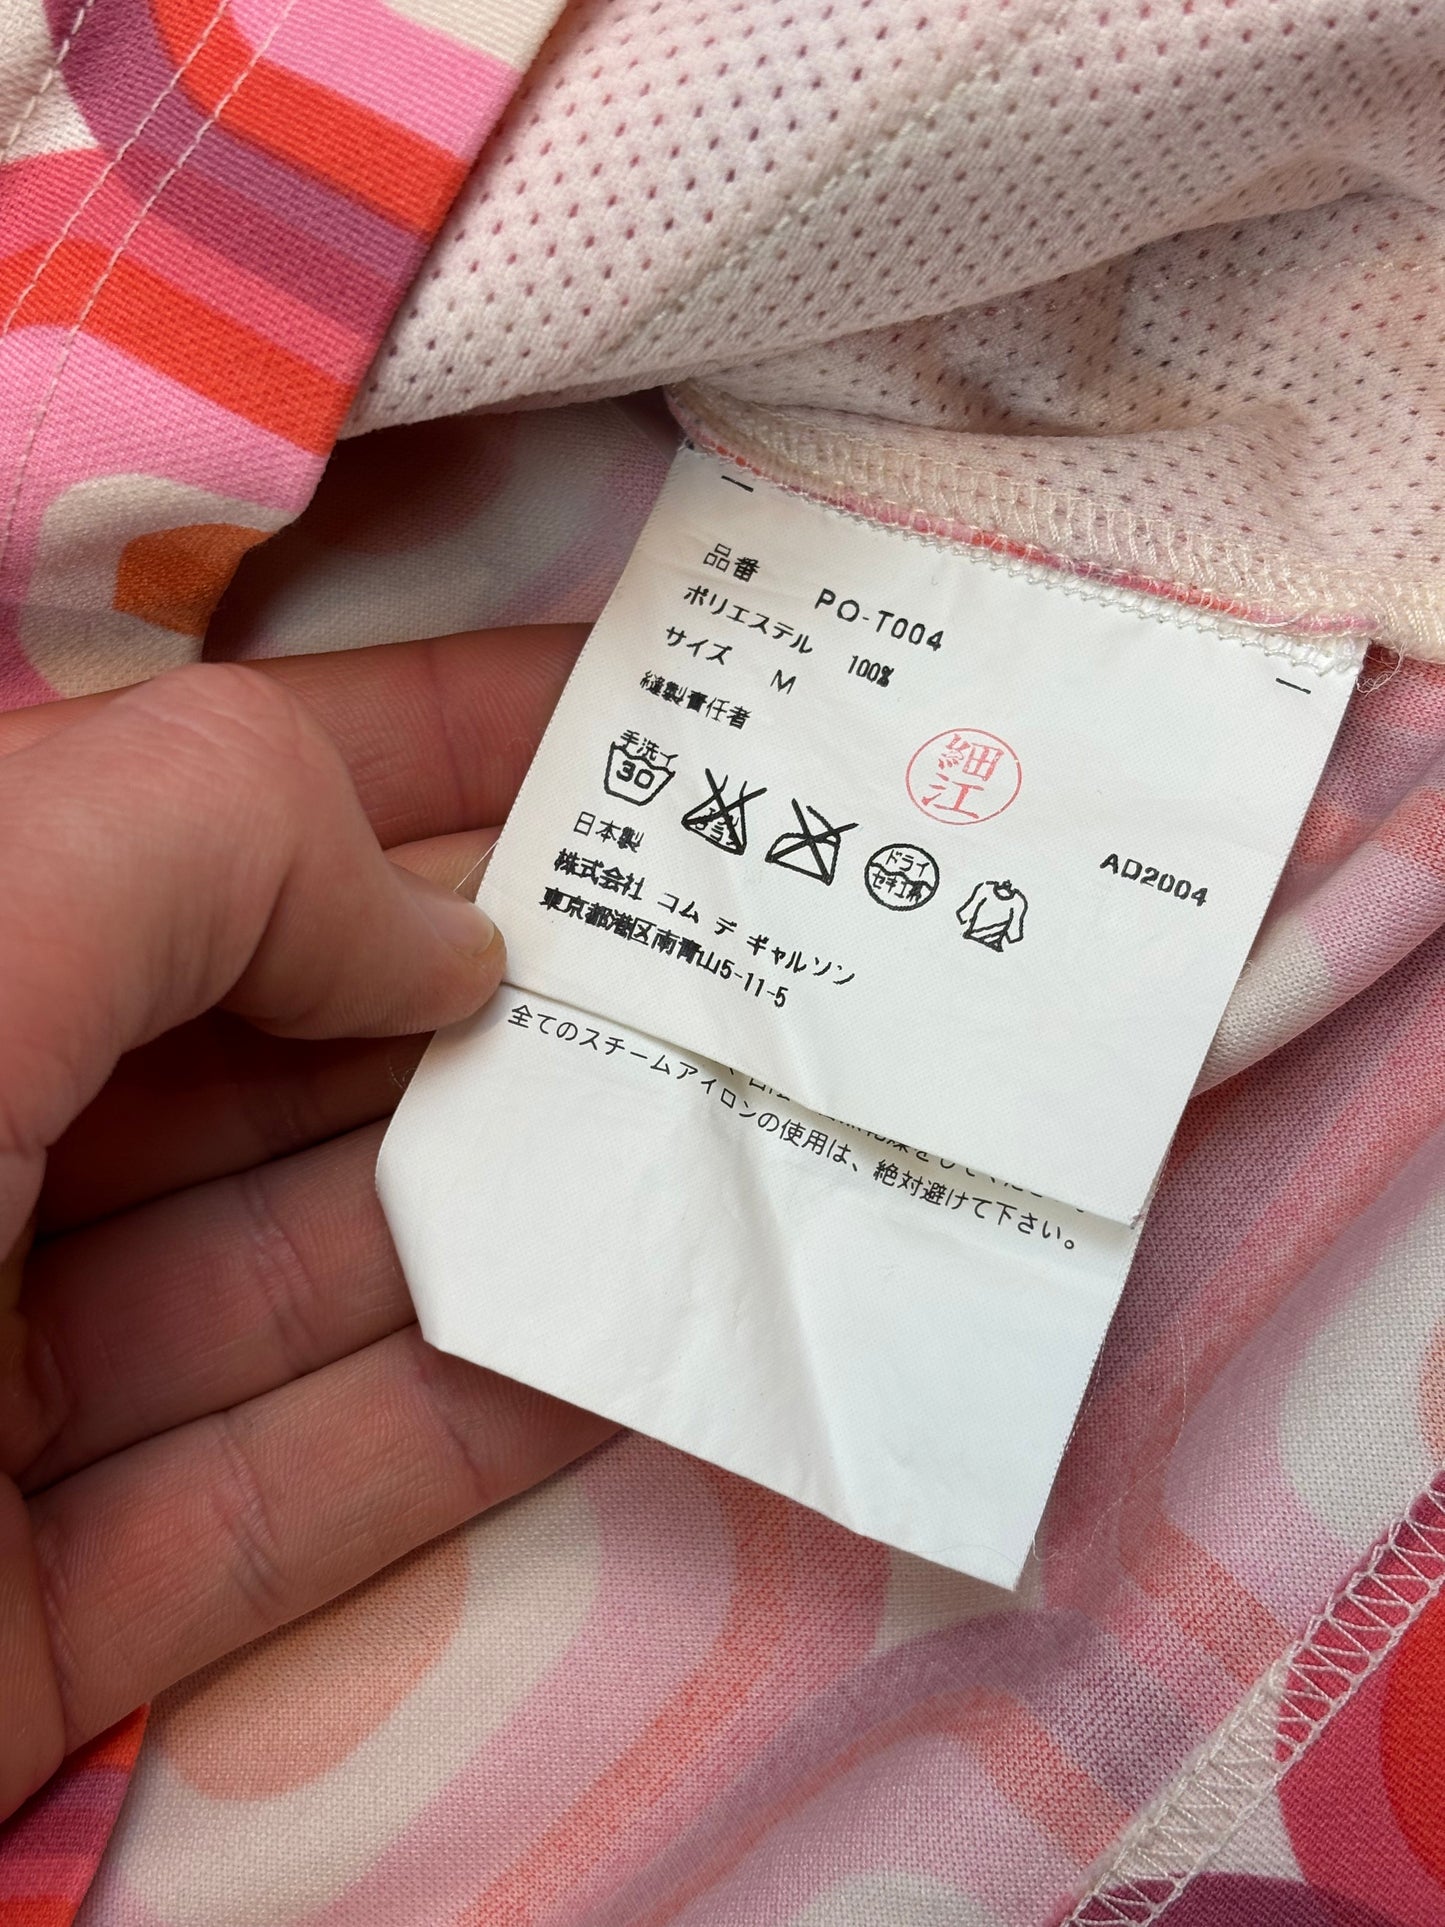 品番 PO-T004
ポリエステル 100%
サイズ M
縫製責任者
細江
手洗イ
30
ドライ
セキユ系
AD2004
日本製
株式会社 コム デ ギャルソン
東京都港区南青山5-11-5
全てのスチームアイロンの使用は、絶対避けて下さい。